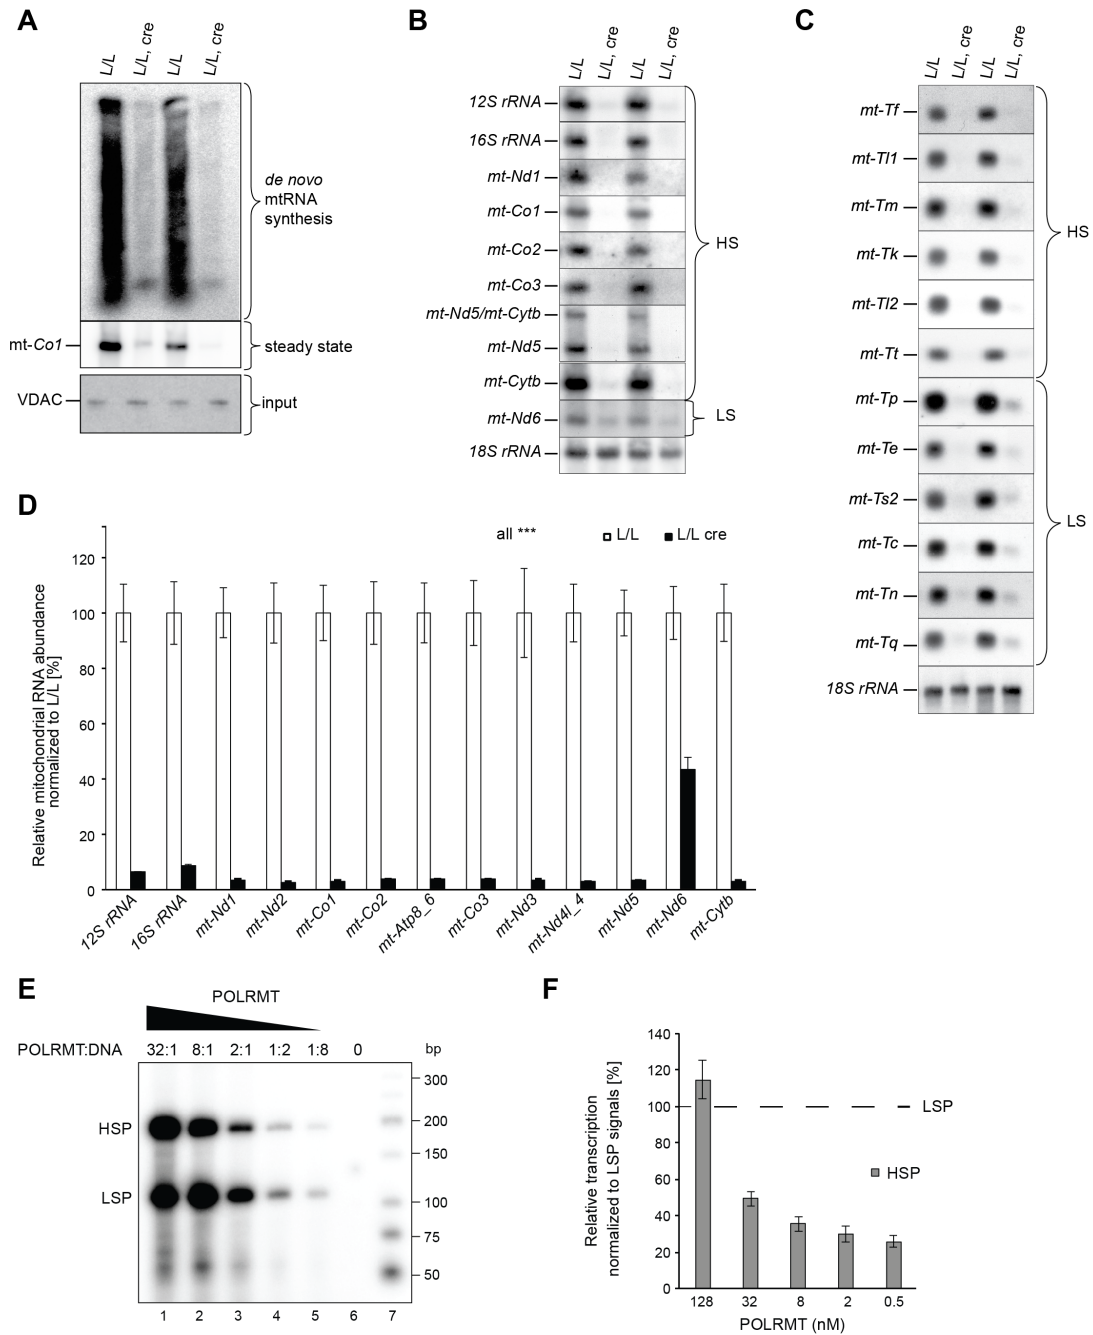 A
L/L
L/L, cre
L/L
L/L, cre
de novo
mtRNA
synthesis
mt-Co1
steady state
VDAC
input
B
L/L
L/L, cre
L/L
L/L, cre
12S rRNA
16S rRNA
mt-Nd1
mt-Co1
mt-Co2
mt-Co3
mt-Nd5/mt-Cytb
mt-Nd5
mt-Cytb
mt-Nd6
18S rRNA
HS
LS
C
L/L
L/L, cre
L/L
L/L, cre
mt-Tf
mt-Tl1
mt-Tm
mt-Tk
mt-Tl2
mt-Tt
mt-Tp
mt-Te
mt-Ts2
mt-Tc
mt-Tn
mt-Tq
18S rRNA
HS
LS
D
all ***
L/L
L/L cre
Relative mitochondrial RNA abundance
normalized to L/L [%]
120
100
80
60
40
20
0
12S rRNA
16S rRNA
mt-Nd1
mt-Nd2
mt-Co1
mt-Co2
mt-Atp8_6
mt-Co3
mt-Nd3
mt-Nd4l_4
mt-Nd5
mt-Nd6
mt-Cytb
E
POLRMT
POLRMT:DNA 32:1 8:1 2:1 1:2 1:8 0 bp
HSP
LSP
300
200
150
100
75
50
1 2 3 4 5 6 7
F
Relative transcription
normalized to LSP signals [%]
140
120
100
80
60
40
20
0
LSP
HSP
128 32 8 2 0.5
POLRMT (nM)